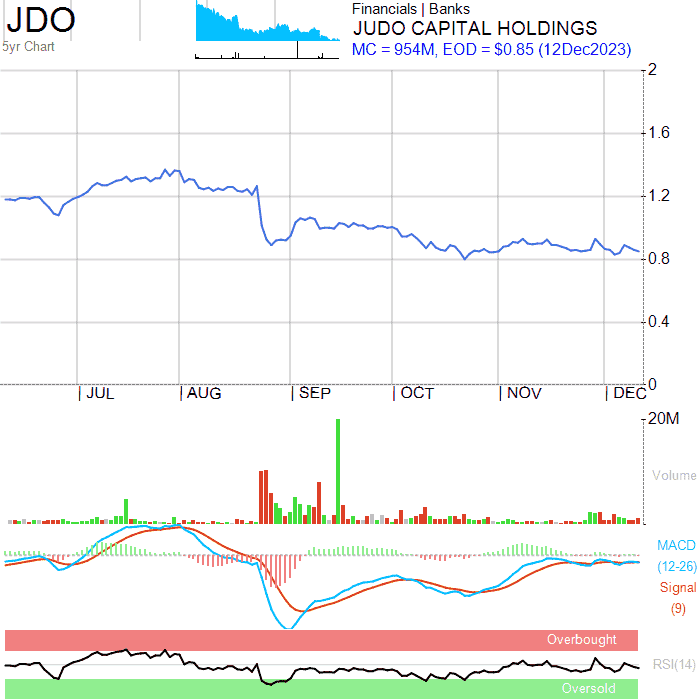 JDO
5yr Chart
Financials | Banks
JUDO CAPITAL HOLDINGS
MC = 954M, EOD = $0.85 (12Dec2023)
2
1.6
1.2
0.8
0.4
0
| JUL | AUG | SEP | OCT | NOV | DEC
20M
Volume
MACD
(12-26)
Signal
(9)
Overbought
RSI(14)
Oversold